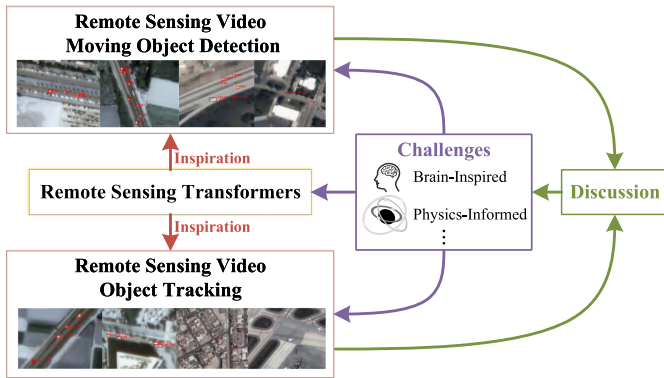 Remote Sensing Video
Moving Object Detection
Inspiration
Remote Sensing Transformers
Inspiration
Remote Sensing Video
Object Tracking
Challenges
Brain-Inspired
Physics-Informed
Discussion